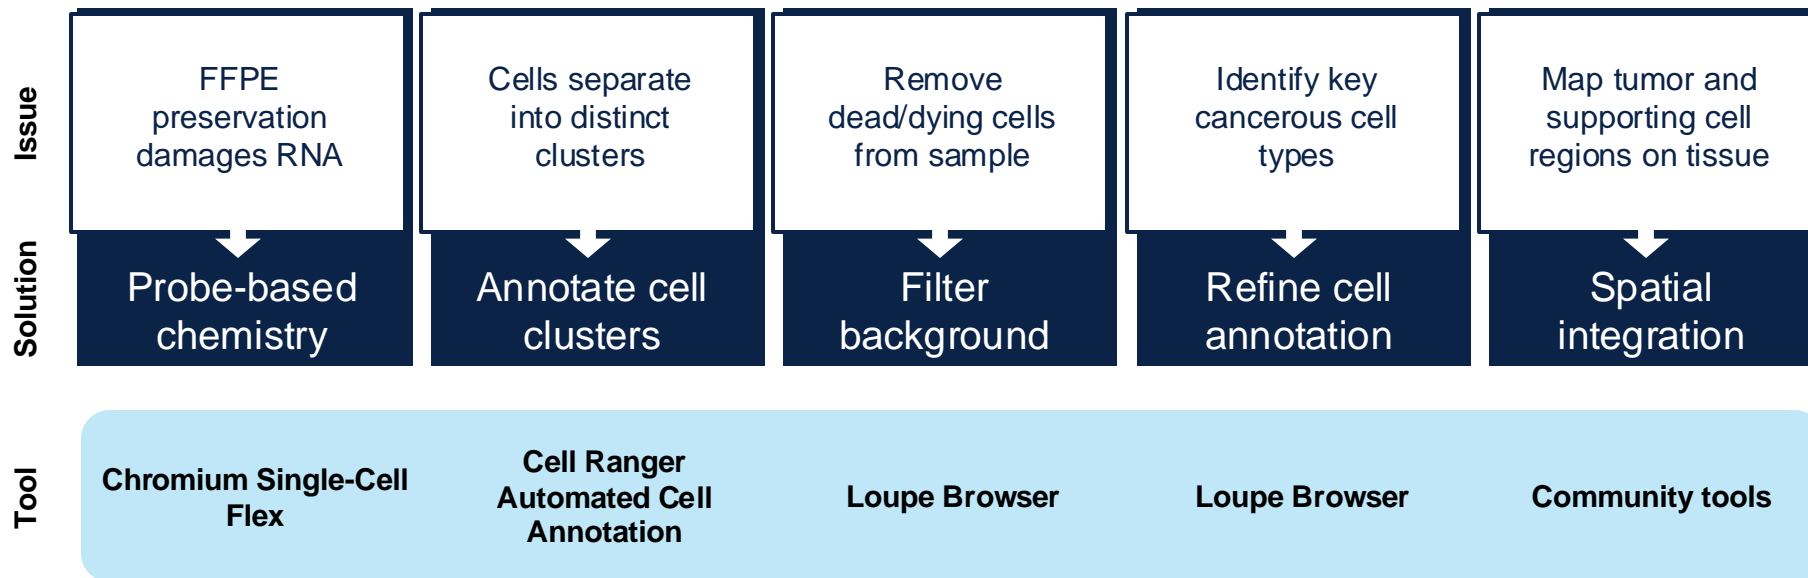 Issue
FFPE
preservation
damages RNA
Cells separate
into distinct
clusters
Remove
dead/dying cells
from sample
Identify key
cancerous cell
types
Map tumor and
supporting cell
regions on tissue
Solution
Probe-based
chemistry
Annotate cell
clusters
Filter
background
Refine cell
annotation
Spatial
integration
Tool
Chromium Single-Cell
Flex
Cell Ranger
Automated Cell
Annotation
Loupe Browser
Loupe Browser
Community tools